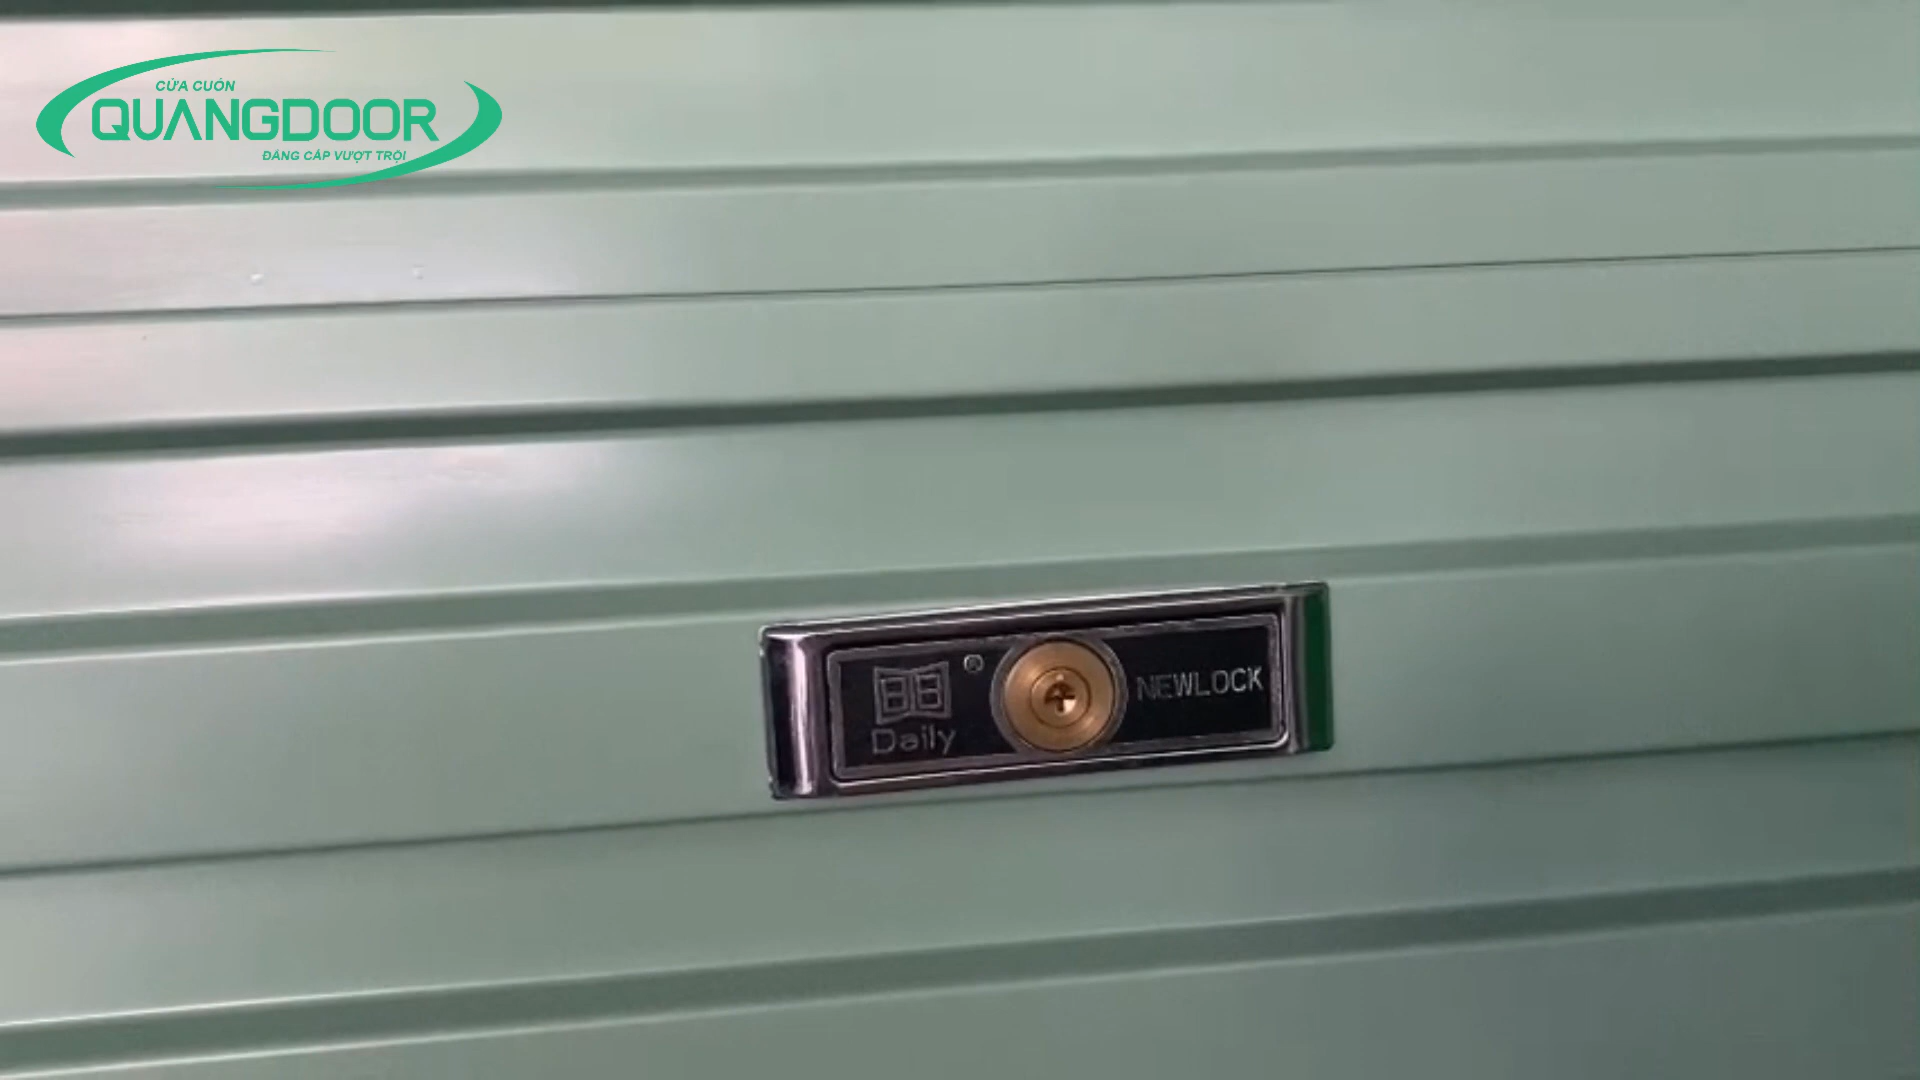 CỬA CUỐN
QUANGDOOR
ĐẲNG CẤP VƯỢT TRỘI
®
Daily
NEWLOCK